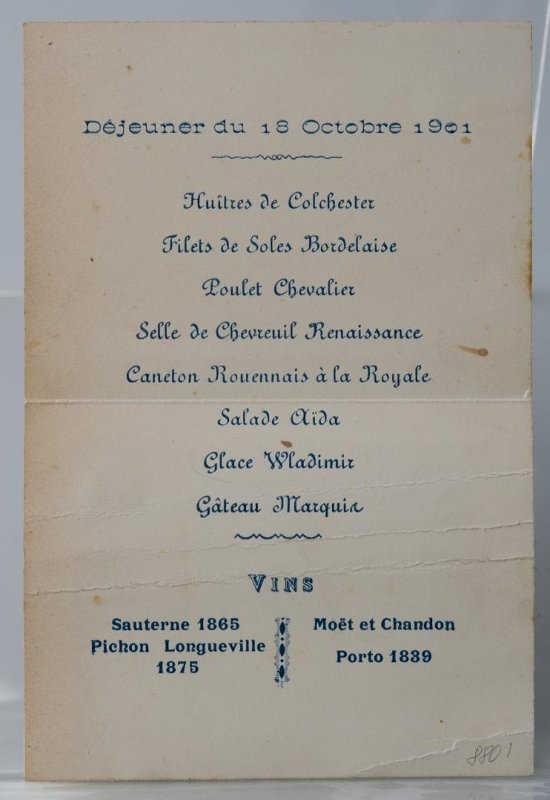 Déjeuner du 18 Octobre 1901
Huîtres de Colchester
Filets de Soles Bordelaise
Poulet Chevalier
Selle de Chevreuil Renaissance
Caneton Rouennais à la Royale
Salade Aïda
Glace Wladimir
Gâteau Marquis
VINS
Sauterne 1865
Pichon Longueville
1875
Moët et Chandon
Porto 1839
8801